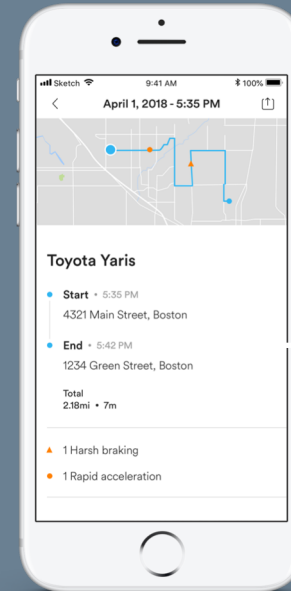 Sketch 9:41 AM 100%
April 1, 2018 - 5:35 PM
Toyota Yaris
Start • 5:35 PM
4321 Main Street, Boston
End • 5:42 PM
1234 Green Street, Boston
Total
2.18mi • 7m
1 Harsh braking
1 Rapid acceleration